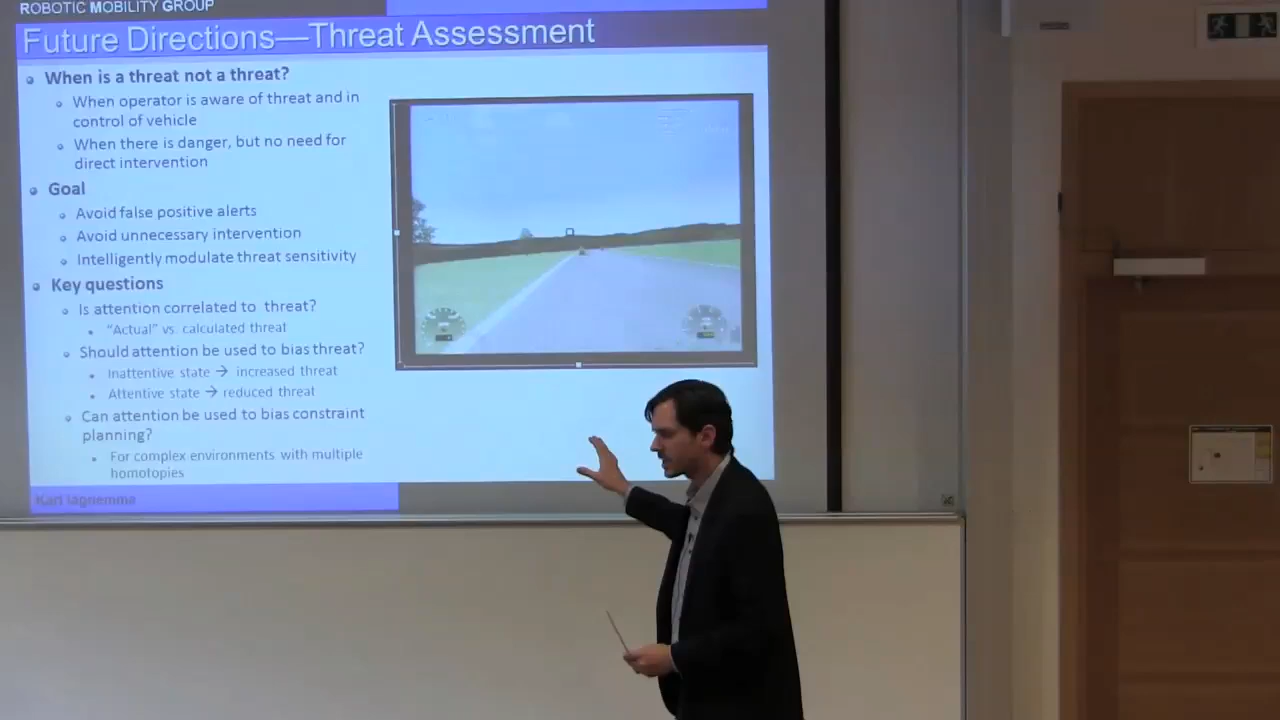 ROBOTIC MOBILITY GROUP
Future Directions—Threat Assessment
When is a threat not a threat?
When operator is aware of threat and in
control of vehicle
When there is danger, but no need for
direct intervention
Goal
Avoid false positive alerts
Avoid unnecessary intervention
Intelligently modulate threat sensitivity
Key questions
Is attention correlated to threat?
"Actual" vs. calculated threat
Should attention be used to bias threat?
Inattentive state → increased threat
Attentive state → reduced threat
Can attention be used to bias constraint
planning?
For complex environments with multiple
homotopies
Karl Iagnemma